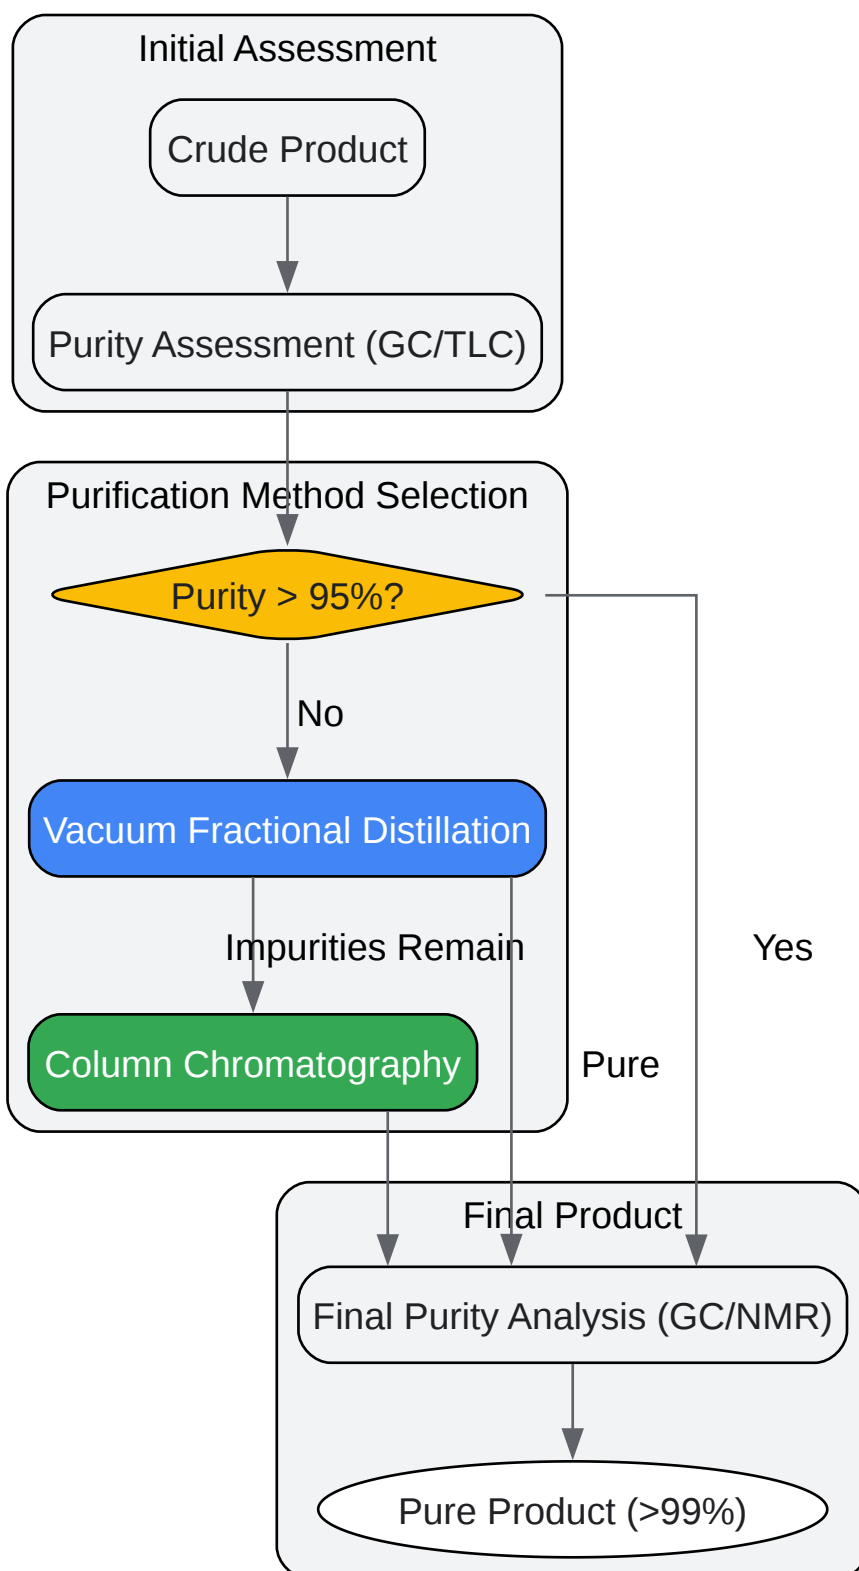 Initial Assessment
Crude Product
Purity Assessment (GC/TLC)
Purification Method Selection
Purity > 95%?
No
Vacuum Fractional Distillation
Impurities Remain
Yes
Column Chromatography
Pure
Final Product
Final Purity Analysis (GC/NMR)
Pure Product (>99%)